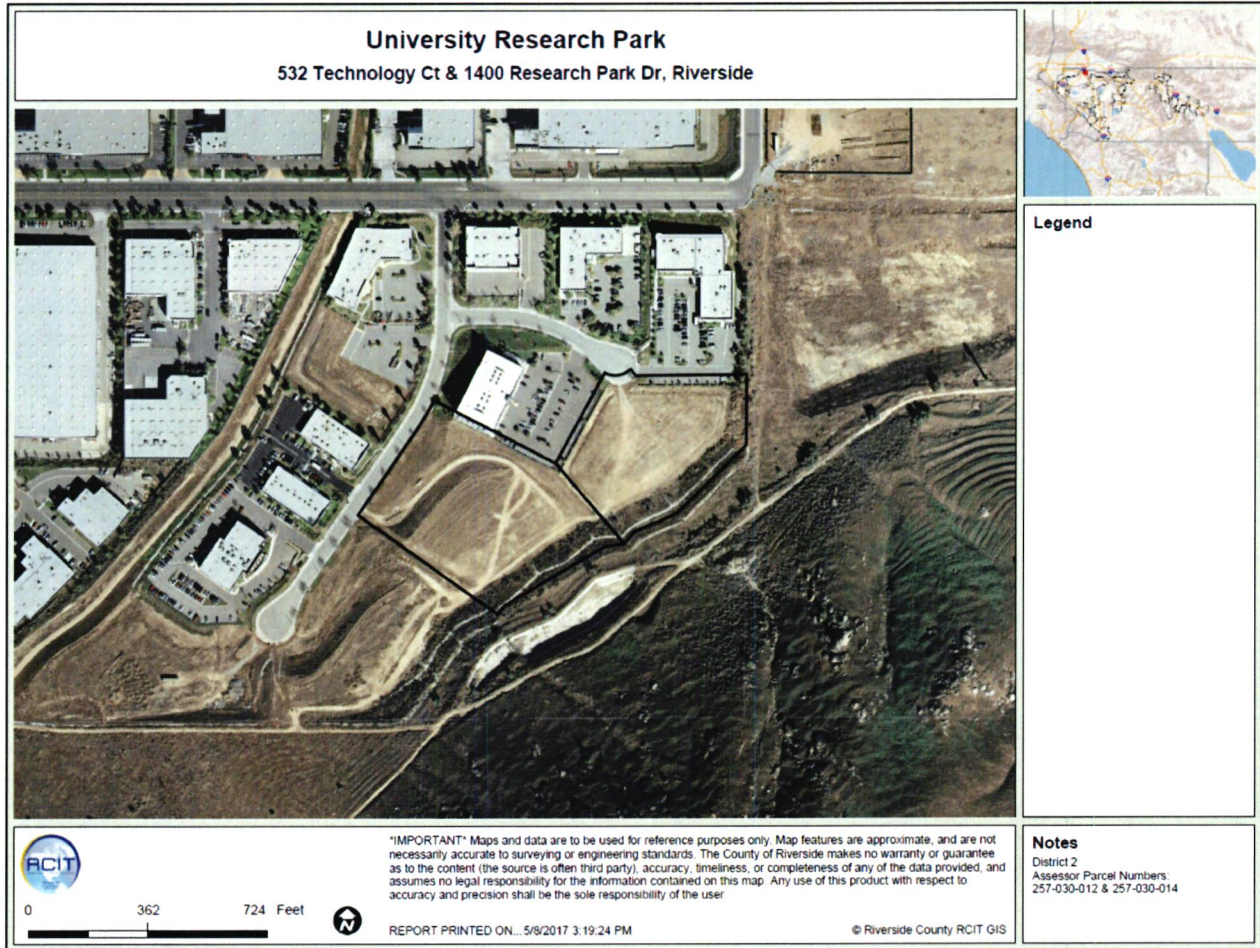 University Research Park
532 Technology Ct & 1400 Research Park Dr, Riverside
Legend
RCIT
0 362 724 Feet
N
*IMPORTANT* Maps and data are to be used for reference purposes only. Map features are approximate, and are not
necessarily accurate to surveying or engineering standards. The County of Riverside makes no warranty or guarantee
as to the content (the source is often third party), accuracy, timeliness, or completeness of any of the data provided, and
assumes no legal responsibility for the information contained on this map. Any use of this product with respect to
accuracy and precision shall be the sole responsibility of the user
REPORT PRINTED ON... 5/8/2017 3:19:24 PM
© Riverside County RCIT GIS
Notes
District 2
Assessor Parcel Numbers:
257-030-012 & 257-030-014